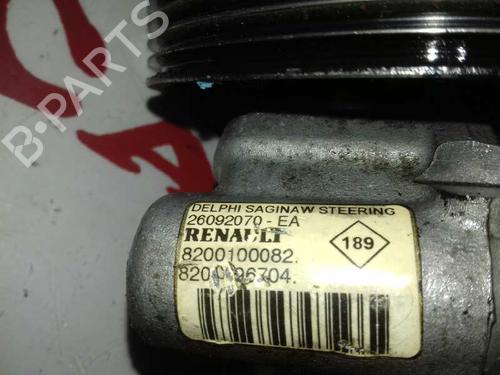 B-PARTS
DELPHI SAGINAW STEERING
26092070 - EA
RENAULT
189
8200100082.